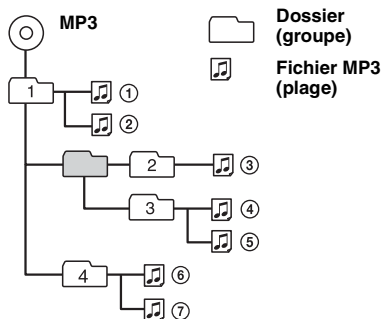 MP3
Dossier
(groupe)
Fichier MP3
(plage)
1
①
②
2
③
3
④
⑤
4
⑥
⑦